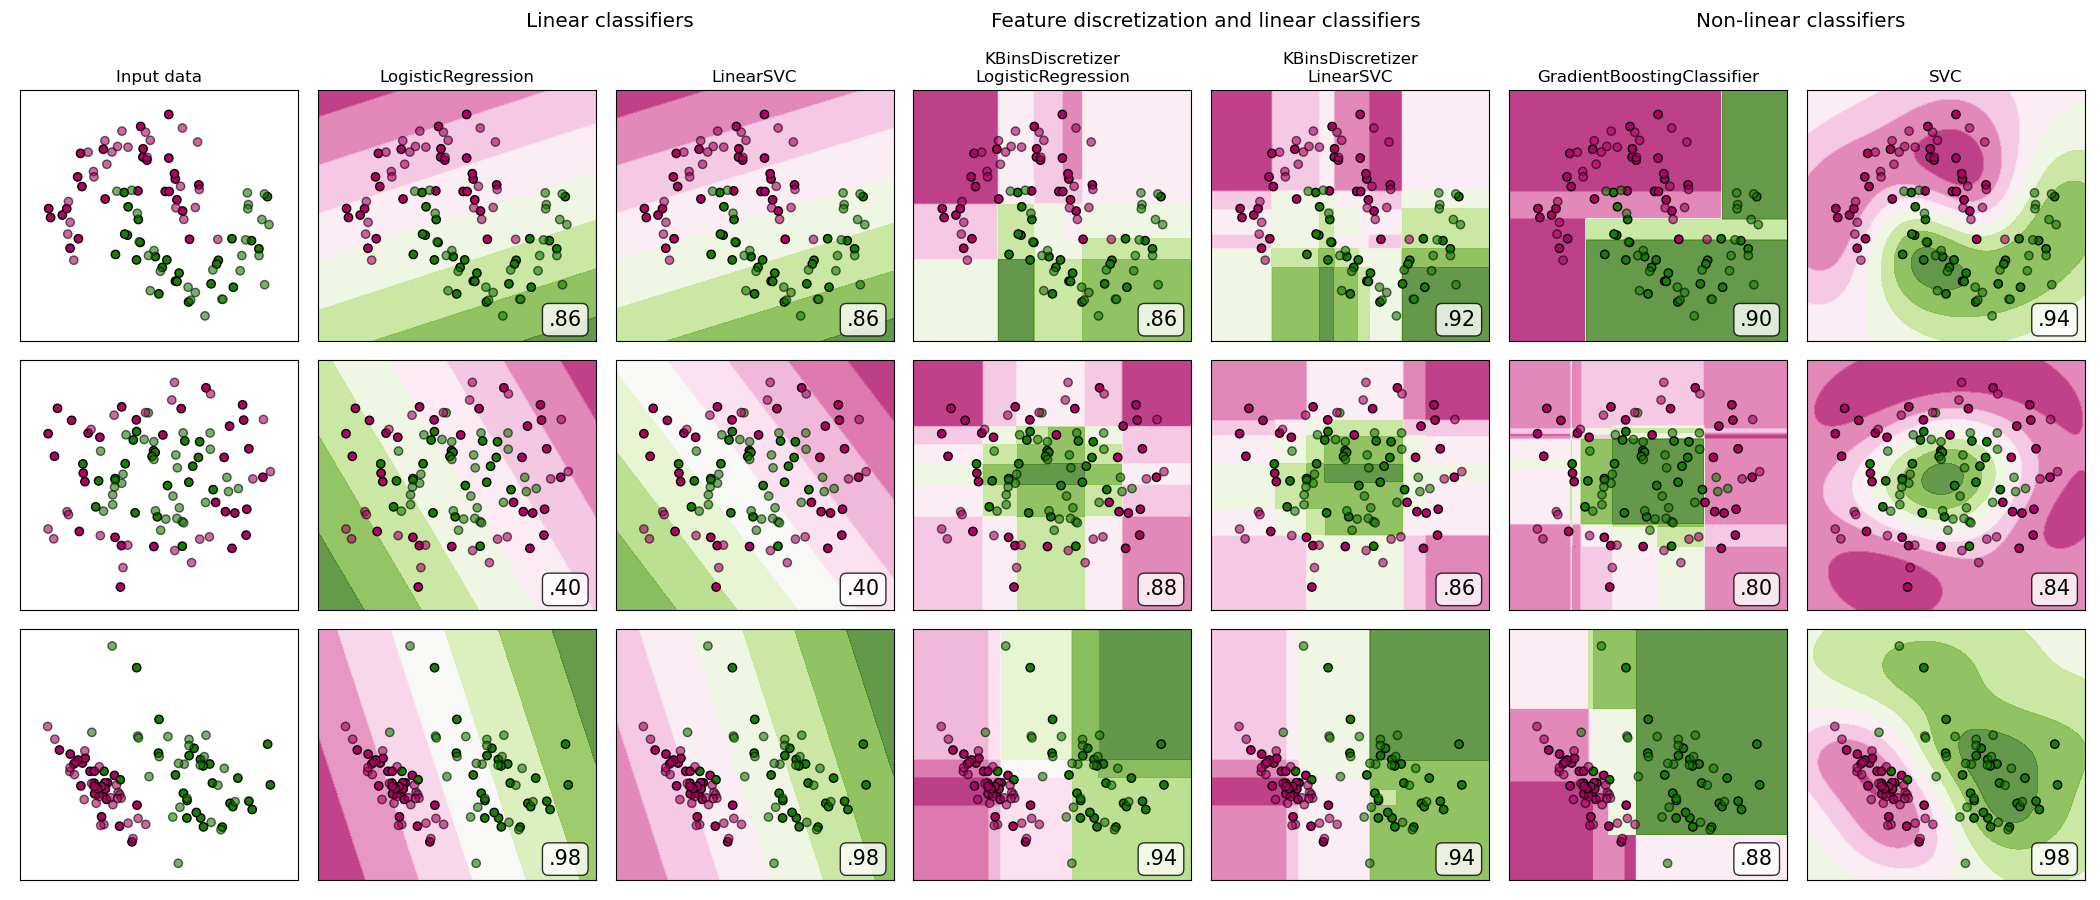 Linear classifiers
Feature discretization and linear classifiers
Non-linear classifiers
Input data
LogisticRegression
LinearSVC
KBinsDiscretizer
LogisticRegression
KBinsDiscretizer
LinearSVC
GradientBoostingClassifier
SVC
.86
.86
.86
.92
.90
.94
.40
.40
.88
.86
.80
.84
.98
.98
.94
.94
.88
.98